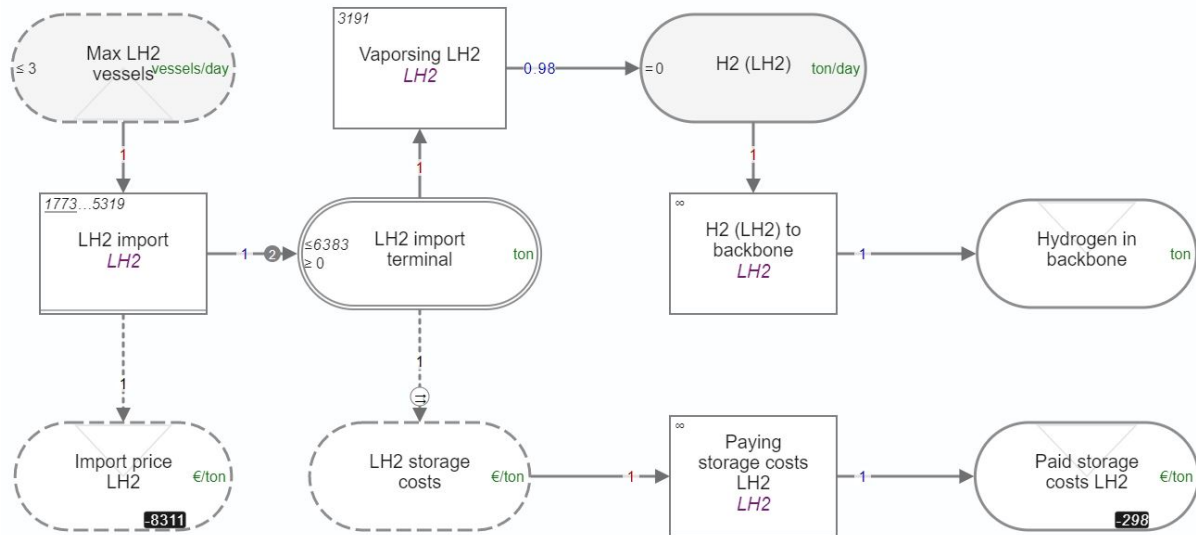 Max LH2
≤ 3
vessels
vessels/day
1
3191
Vaporsing LH2
LH2
0.98
= 0
H2 (LH2)
ton/day
1
1
1773...5319
LH2 import
LH2
1
2
≤6383
≥ 0
LH2 import
terminal
ton
∞
H2 (LH2) to
backbone
LH2
1
Hydrogen in
backbone
ton
1
1
Import price
LH2
€/ton
-8311
LH2 storage
costs
€/ton
1
∞
Paying
storage costs
LH2
LH2
1
Paid storage
costs LH2
€/ton
-298